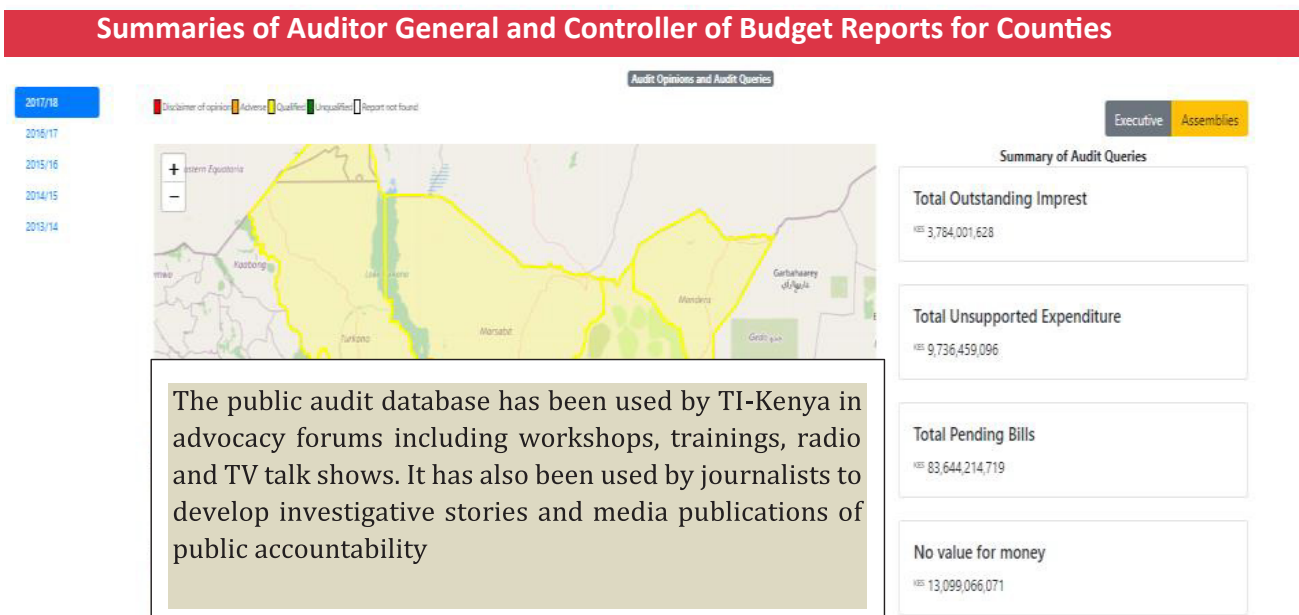 Summaries of Auditor General and Controller of Budget Reports for Counties
Audit Opinions and Audit Queries
2017/18
2016/17
2015/16
2014/15
2013/14
Disclaimer of opinion Adverse Qualified Unqualified Report not found
Executive Assemblies
+
−
Eastern Equatoria
Kaabong
Lake Turkana
Turkana
Marsabit
Mandera
Garbahaarey
Gedo
Summary of Audit Queries
Total Outstanding Imprest
KES 3,784,001,628
Total Unsupported Expenditure
KES 9,736,459,096
Total Pending Bills
KES 83,644,214,719
No value for money
KES 13,099,066,071
The public audit database has been used by TI-Kenya in
advocacy forums including workshops, trainings, radio
and TV talk shows. It has also been used by journalists to
develop investigative stories and media publications of
public accountability